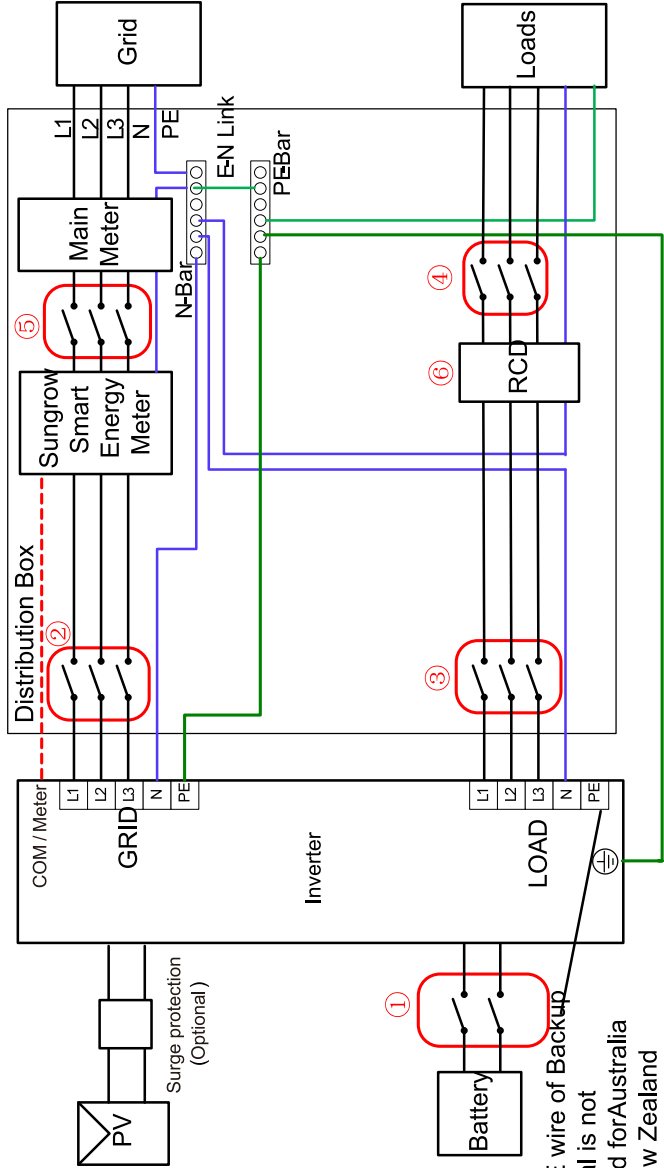 Distribution Box
Grid
L1
L2
L3
N
PE
Main
Meter
⑤
Sungrow
Smart
Energy
Meter
②
COM / Meter
L1
L2
L3
N
PE
GRID
N-Bar
E-N Link
PE-Bar
Inverter
PV
Surge protection
(Optional)
Loads
④
⑥
RCD
③
L1
L2
L3
N
PE
LOAD
①
Battery
wire of Backup
is not
for Australia
Zealand